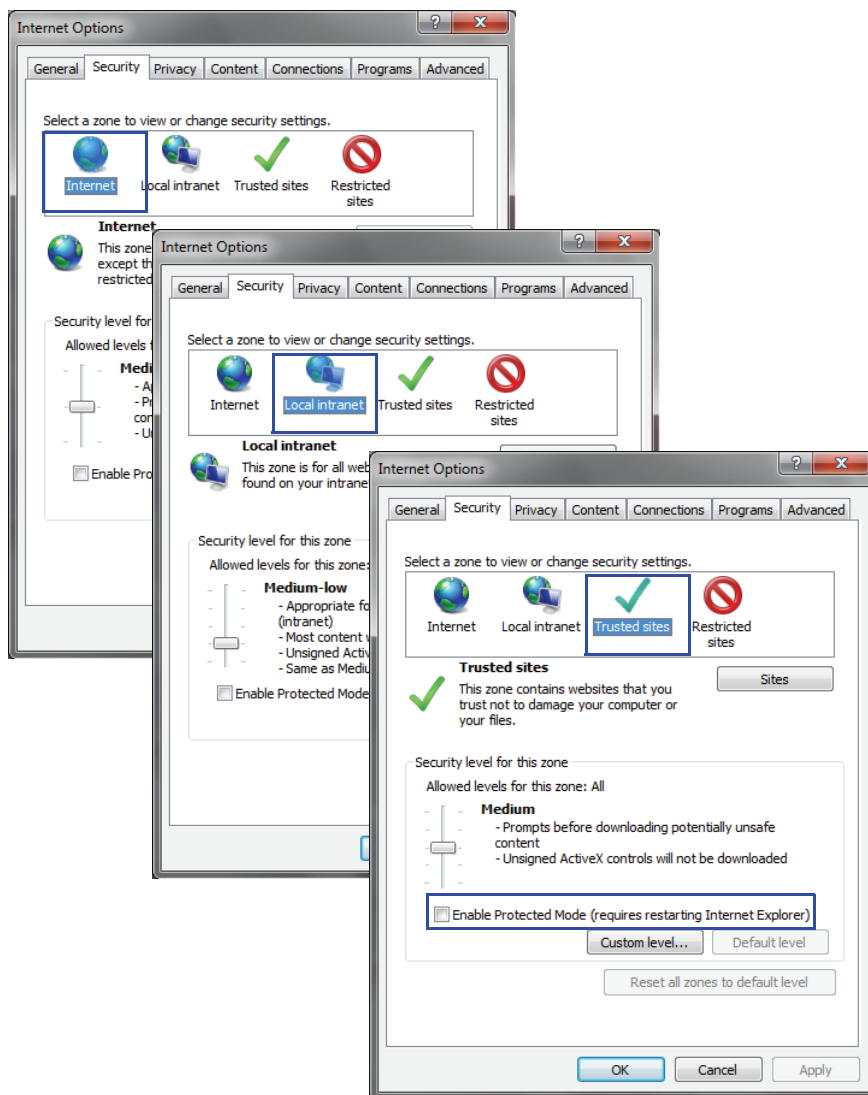 Internet Options
General Security Privacy Content Connections Programs Advanced
Select a zone to view or change security settings.
Internet Local intranet Trusted sites Restricted
sites
Internet
This zone
except th
restricted
Security level for
Allowed levels
Medi
- A
- Pr
con
- U
Enable Pro
Internet Options
General Security Privacy Content Connections Programs Advanced
Select a zone to view or change security settings.
Internet Local intranet Trusted sites Restricted
sites
Local intranet
This zone is for all web
found on your intrane
Security level for this zone
Allowed levels for this zone:
Medium-low
- Appropriate fo
(intranet)
- Most content w
- Unsigned Activ
- Same as Mediu
Enable Protected Mode
Internet Options
General Security Privacy Content Connections Programs Advanced
Select a zone to view or change security settings.
Internet Local intranet Trusted sites Restricted
sites
Trusted sites
This zone contains websites that you
trust not to damage your computer or
your files.
Sites
Security level for this zone
Allowed levels for this zone: All
Medium
- Prompts before downloading potentially unsafe
content
- Unsigned ActiveX controls will not be downloaded
Enable Protected Mode (requires restarting Internet Explorer)
Custom level... Default level
Reset all zones to default level
OK Cancel Apply